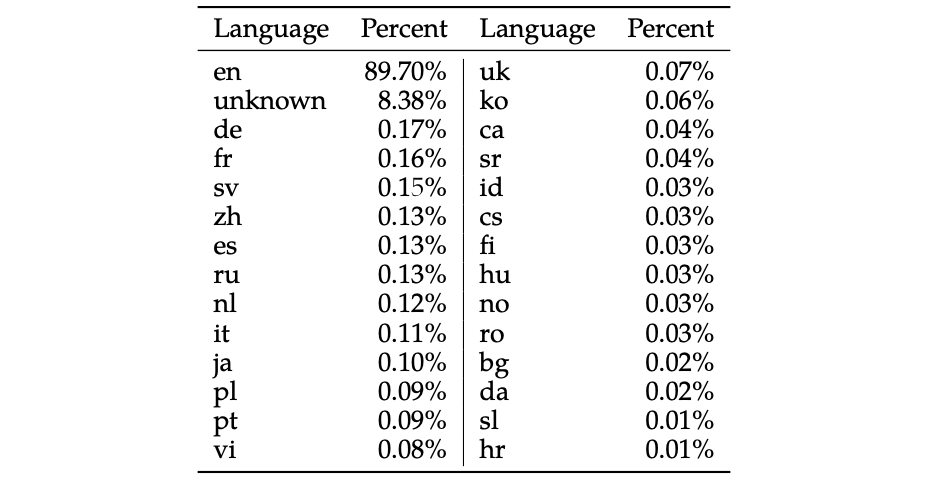 Language Percent Language Percent
en 89.70% uk 0.07%
unknown 8.38% ko 0.06%
de 0.17% ca 0.04%
fr 0.16% sr 0.04%
sv 0.15% id 0.03%
zh 0.13% cs 0.03%
es 0.13% fi 0.03%
ru 0.13% hu 0.03%
nl 0.12% no 0.03%
it 0.11% ro 0.03%
ja 0.10% bg 0.02%
pl 0.09% da 0.02%
pt 0.09% sl 0.01%
vi 0.08% hr 0.01%